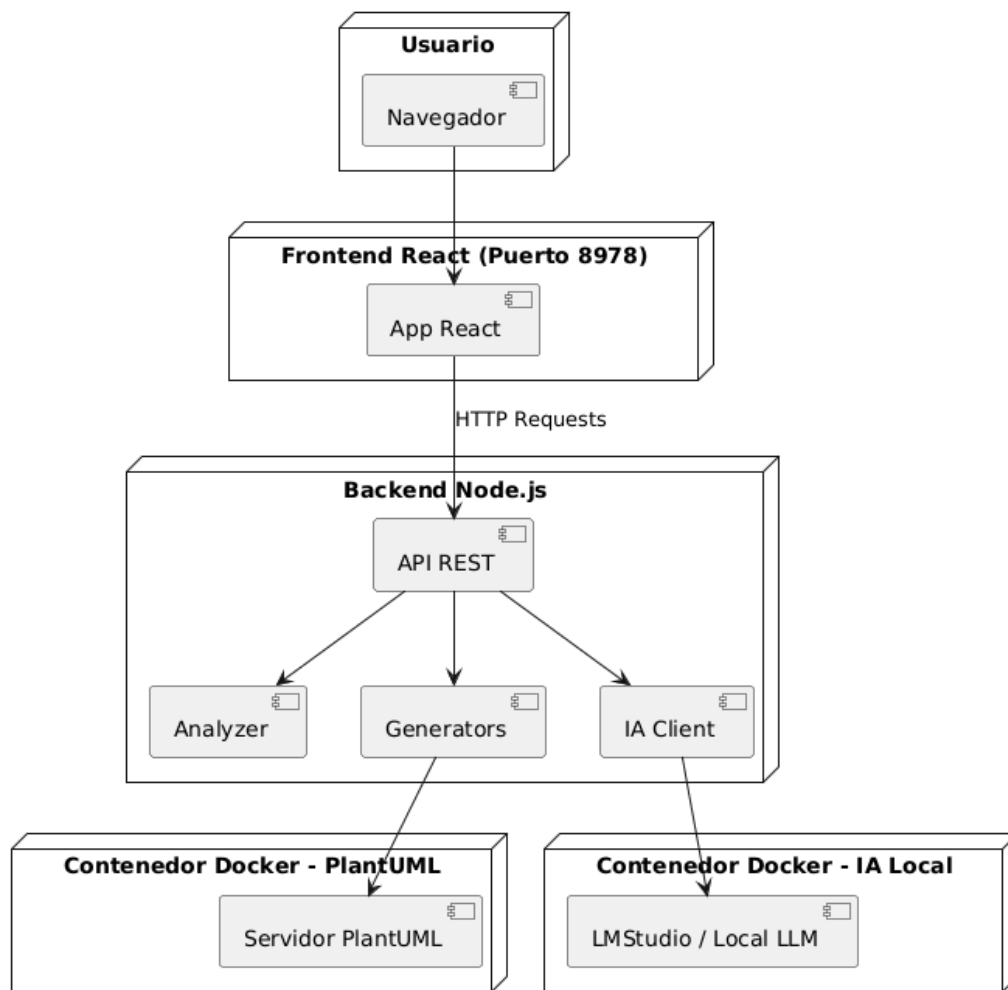 Usuario
Navegador
Frontend React (Puerto 8978)
App React
HTTP Requests
Backend Node.js
API REST
Analyzer
Generators
IA Client
Contenedor Docker - PlantUML
Contenedor Docker - IA Local
Servidor PlantUML
LMStudio / Local LLM